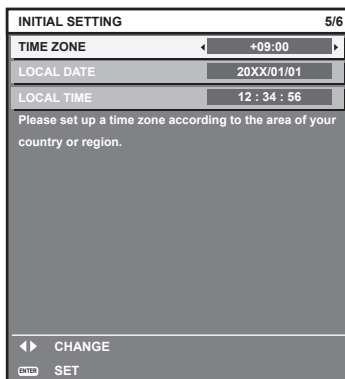 INITIAL SETTING 5/6
TIME ZONE +09:00
LOCAL DATE 20XX/01/01
LOCAL TIME 12 : 34 : 56
Please set up a time zone according to the area of your
country or region.
CHANGE
ENTER SET